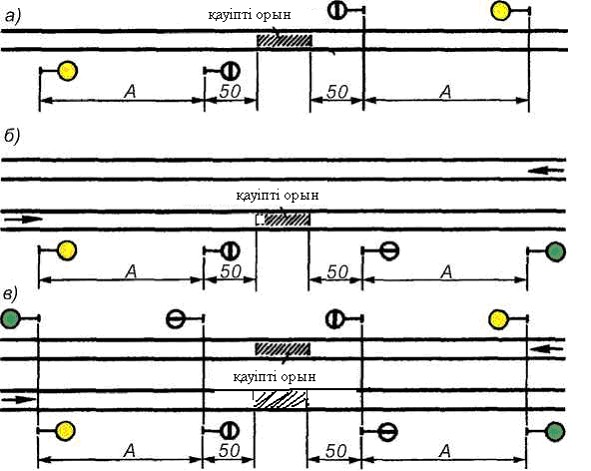 а)
қауіпті орын
А 50 50 А
б)
қауіпті орын
А 50 50 А
в)
қауіпті орын
А 50 50 А